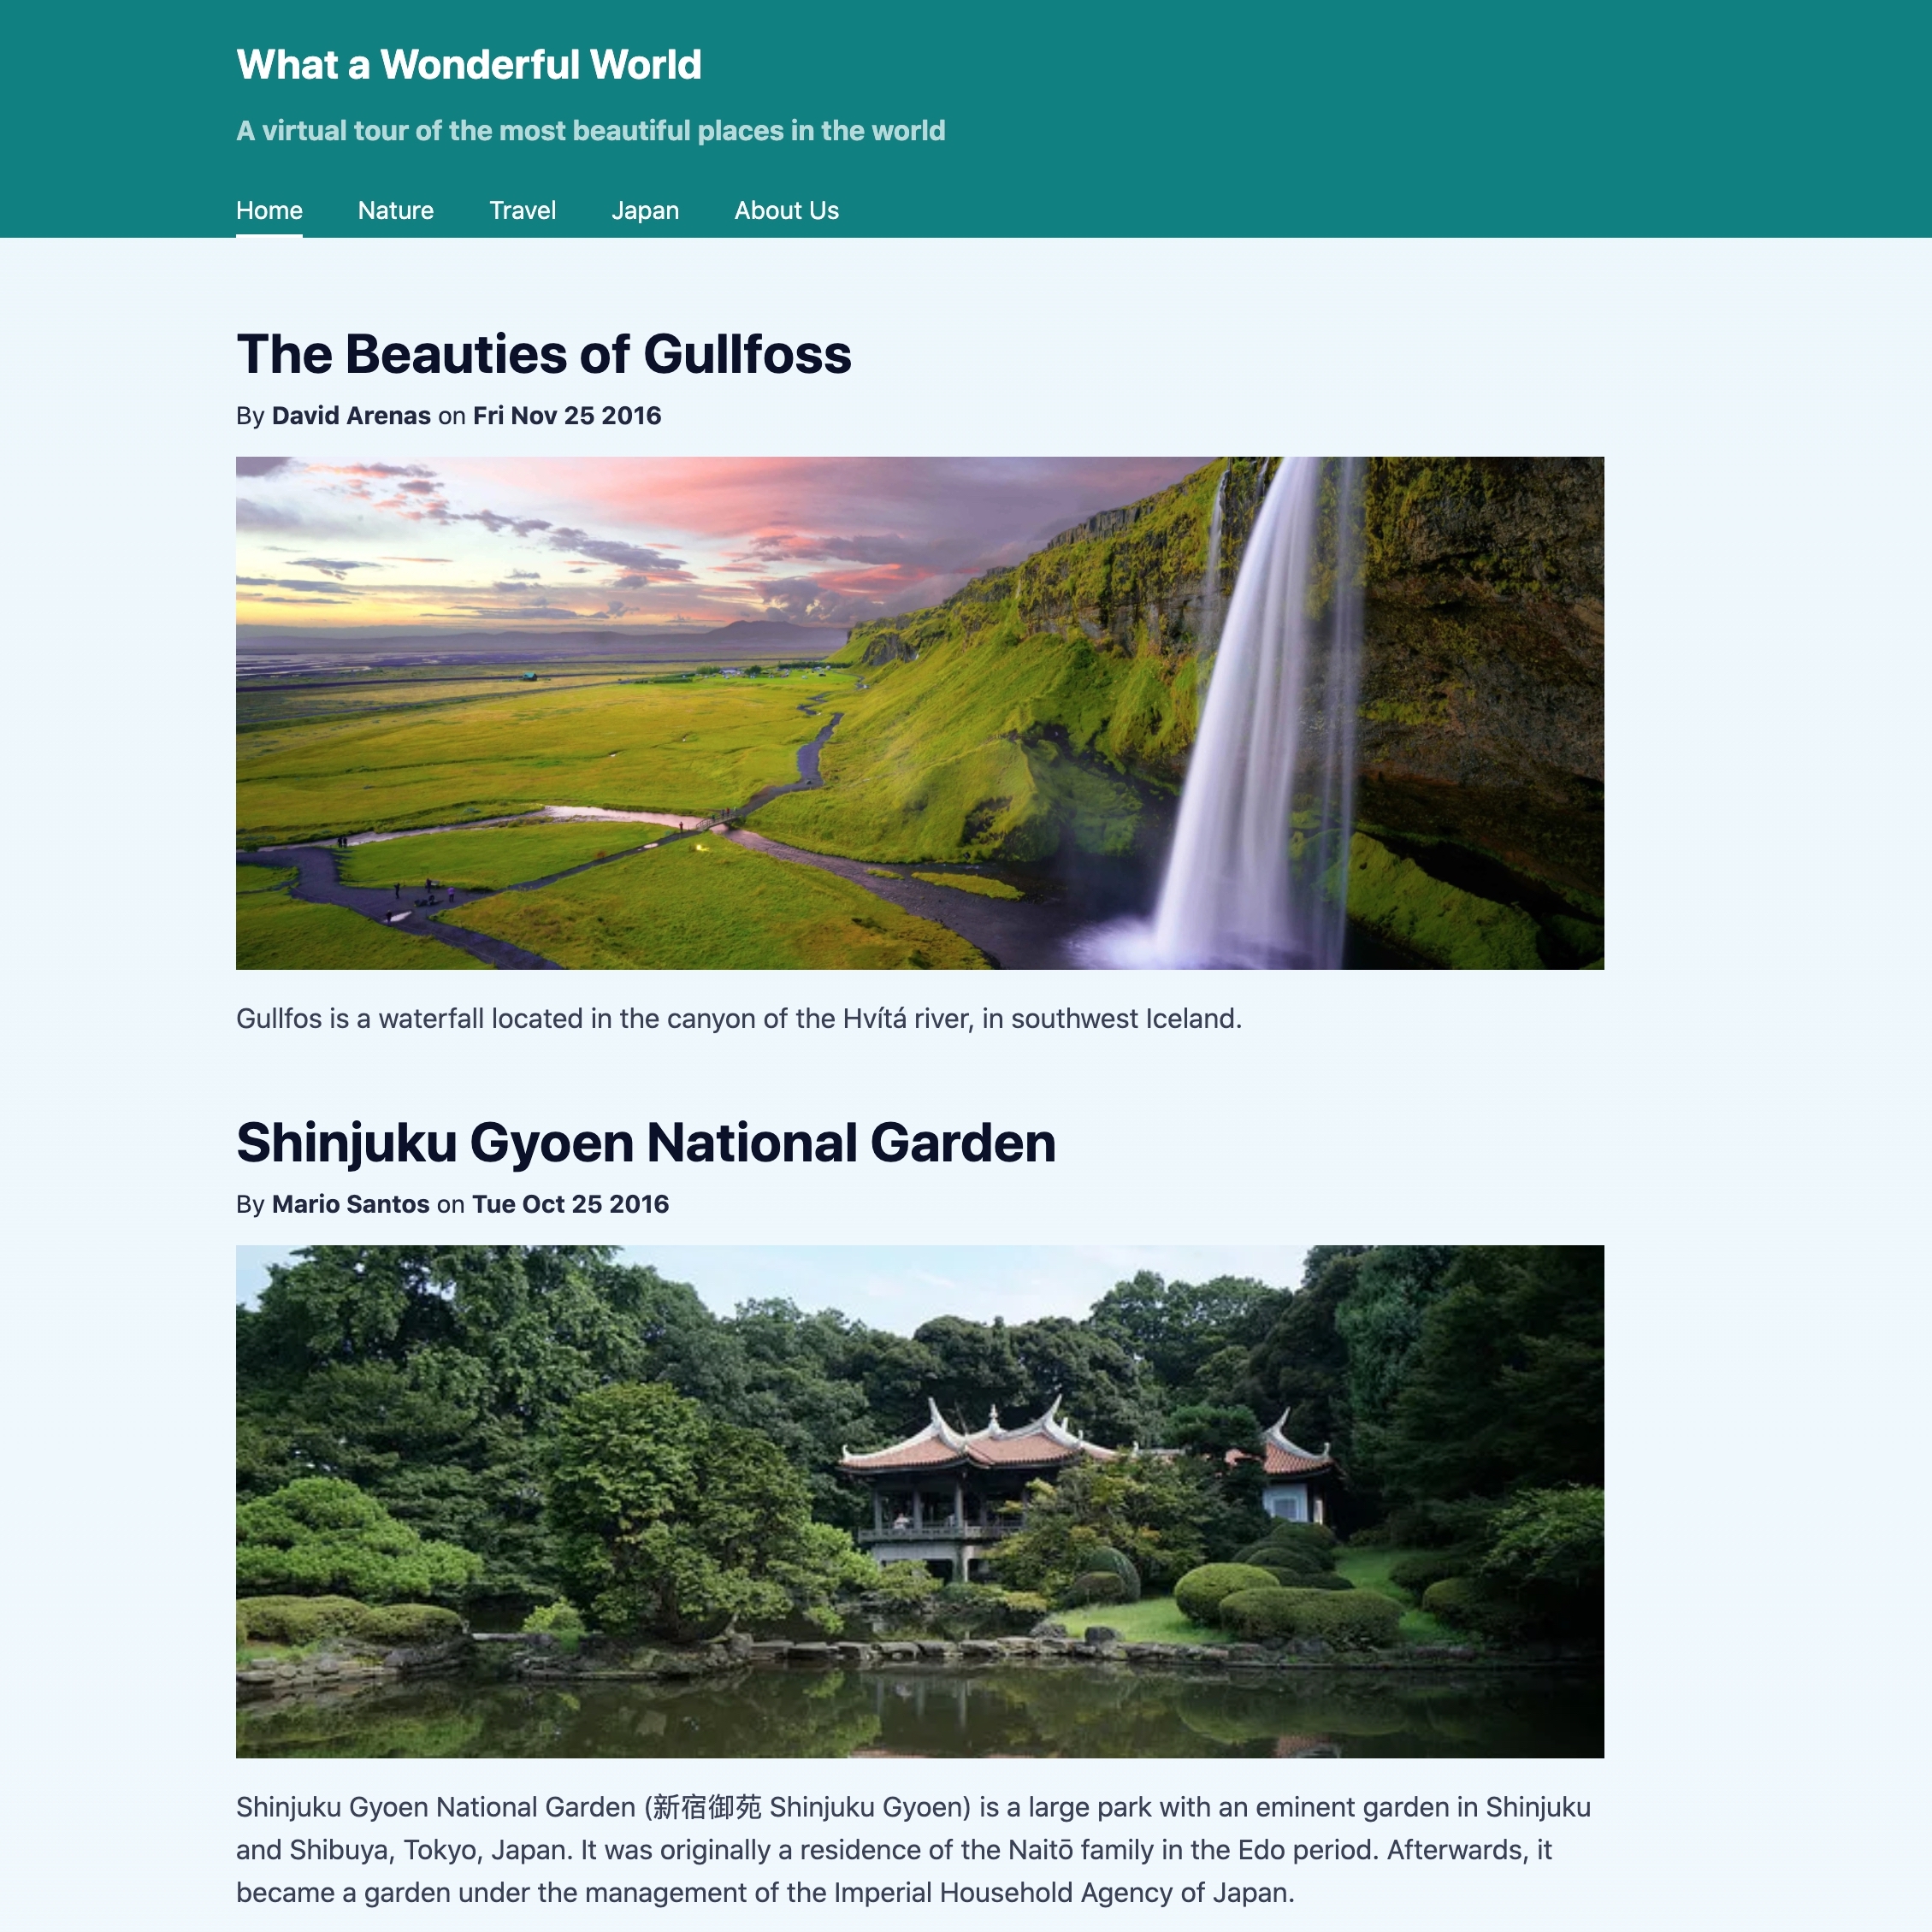 What a Wonderful World
A virtual tour of the most beautiful places in the world
Home Nature Travel Japan About Us
The Beauties of Gullfoss
By David Arenas on Fri Nov 25 2016
Gullfos is a waterfall located in the canyon of the Hvítá river, in southwest Iceland.
Shinjuku Gyoen National Garden
By Mario Santos on Tue Oct 25 2016
Shinjuku Gyoen National Garden (新宿御苑 Shinjuku Gyoen) is a large park with an eminent garden in Shinjuku
and Shibuya, Tokyo, Japan. It was originally a residence of the Naitō family in the Edo period. Afterwards, it
became a garden under the management of the Imperial Household Agency of Japan.